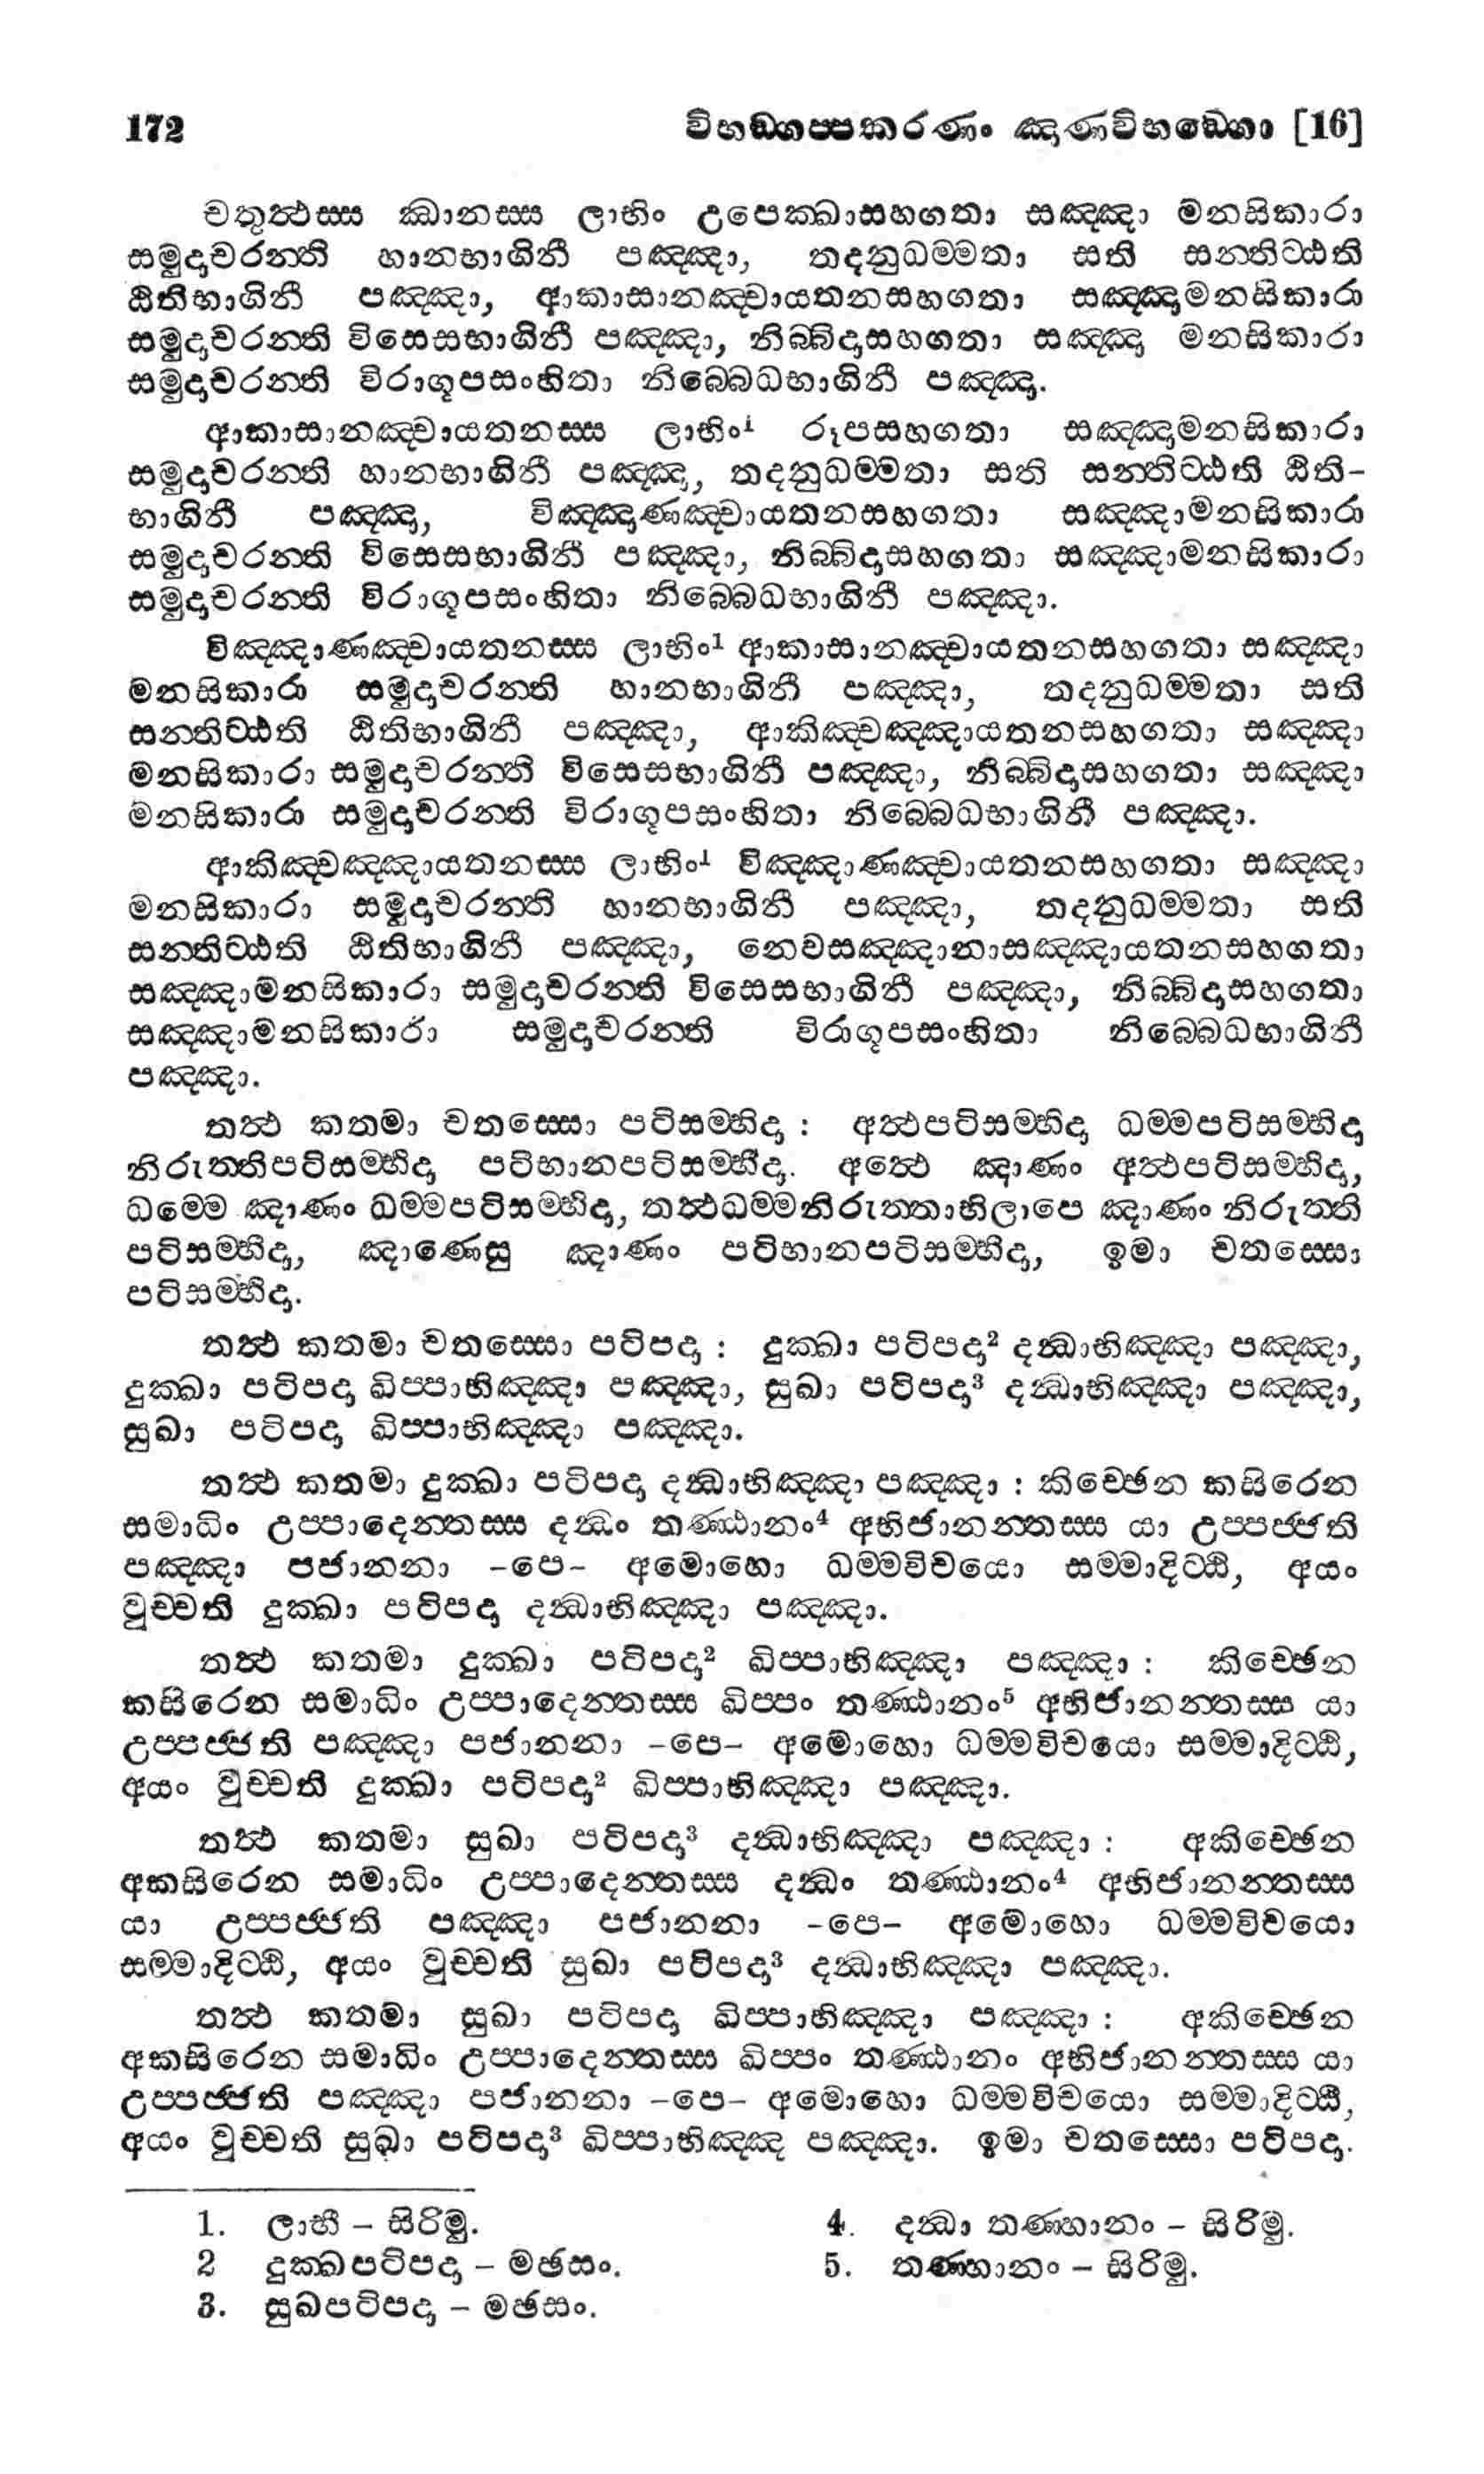 172 විභඞ්ගප්පකරණං ඤාණවිභඞ්ගො [16]
චතුත්ථස්ස ඣානස්ස ලාභිං උපෙක්ඛාසහගතා සඤ්ඤා මනසිකාරා
සමුදාචරන්ති හානභාගිනී පඤ්ඤා, තදනුධම්මතා සති සන්තිට්ඨති
ඨිතිභාගිනී පඤ්ඤා, ආකාසානඤ්චායතනසහගතා සඤ්ඤාමනසිකාරා
සමුදාචරන්ති විසෙසභාගිනී පඤ්ඤා, නිබ්බිදාසහගතා සඤ්ඤා මනසිකාරා
සමුදාචරන්ති විරාගූපසංහිතා නිබ්බෙධභාගිනී පඤ්ඤා.
ආකාසානඤ්චායතනස්ස ලාභිං¹ රූපසහගතා සඤ්ඤාමනසිකාරා
සමුදාචරන්ති හානභාගිනී පඤ්ඤා, තදනුධම්මතා සති සන්තිට්ඨති ඨිති-
භාගිනී පඤ්ඤා, විඤ්ඤාණඤ්චායතනසහගතා සඤ්ඤාමනසිකාරා
සමුදාචරන්ති විසෙසභාගිනී පඤ්ඤා, නිබ්බිදාසහගතා සඤ්ඤාමනසිකාරා
සමුදාචරන්ති විරාගූපසංහිතා නිබ්බෙධභාගිනී පඤ්ඤා.
විඤ්ඤාණඤ්චායතනස්ස ලාභිං¹ ආකාසානඤ්චායතනසහගතා සඤ්ඤා
මනසිකාරා සමුදාචරන්ති හානභාගිනී පඤ්ඤා, තදනුධම්මතා සති
සන්තිට්ඨති ඨිතිභාගිනී පඤ්ඤා, ආකිඤ්චඤ්ඤායතනසහගතා සඤ්ඤා
මනසිකාරා සමුදාචරන්ති විසෙසභාගිනී පඤ්ඤා, නිබ්බිදාසහගතා සඤ්ඤා
මනසිකාරා සමුදාචරන්ති විරාගූපසංහිතා නිබ්බෙධභාගිනී පඤ්ඤා.
ආකිඤ්චඤ්ඤායතනස්ස ලාභිං¹ විඤ්ඤාණඤ්චායතනසහගතා සඤ්ඤා
මනසිකාරා සමුදාචරන්ති හානභාගිනී පඤ්ඤා, තදනුධම්මතා සති
සන්තිට්ඨති ඨිතිභාගිනී පඤ්ඤා, නෙවසඤ්ඤානාසඤ්ඤායතනසහගතා
සඤ්ඤාමනසිකාරා සමුදාචරන්ති විසෙසභාගිනී පඤ්ඤා, නිබ්බිදාසහගතා
සඤ්ඤාමනසිකාරා සමුදාචරන්ති විරාගූපසංහිතා නිබ්බෙධභාගිනී
පඤ්ඤා.
තත්ථ කතමා චතස්සො පටිසම්භිදා : අත්ථපටිසම්භිදා ධම්මපටිසම්භිදා
නිරුත්තිපටිසම්භිදා පටිභානපටිසම්භිදා. අත්ථෙ ඤාණං අත්ථපටිසම්භිදා,
ධම්මෙ ඤාණං ධම්මපටිසම්භිදා, තත්ථධම්මනිරුත්තාභිලාපෙ ඤාණං නිරුත්ති
පටිසම්භිදා, ඤාණෙසු ඤාණං පටිභානපටිසම්භිදා, ඉමා චතස්සො
පටිසම්භිදා.
තත්ථ කතමා චතස්සො පටිපදා : දුක්ඛා පටිපදා² දන්ධාභිඤ්ඤා පඤ්ඤා,
දුක්ඛා පටිපදා ඛිප්පාභිඤ්ඤා පඤ්ඤා, සුඛා පටිපදා³ දන්ධාභිඤ්ඤා පඤ්ඤා,
සුඛා පටිපදා ඛිප්පාභිඤ්ඤා පඤ්ඤා.
තත්ථ කතමා දුක්ඛා පටිපදා දන්ධාභිඤ්ඤා පඤ්ඤා : කිච්ඡෙන කසිරෙන
සමාධිං උප්පාදෙන්තස්ස දන්ධං තණ්ඨානං⁴ අභිජානන්තස්ස යා උප්පජ්ජති
පඤ්ඤා පජානනා -පෙ- අමොහො ධම්මවිචයො සම්මාදිට්ඨි, අයං
වුච්චති දුක්ඛා පටිපදා දන්ධාභිඤ්ඤා පඤ්ඤා.
තත්ථ කතමා දුක්ඛා පටිපදා² ඛිප්පාභිඤ්ඤා පඤ්ඤා : කිච්ඡෙන
කසිරෙන සමාධිං උප්පාදෙන්තස්ස ඛිප්පං තණ්ඨානං⁵ අභිජානන්තස්ස යා
උප්පජ්ජති පඤ්ඤා පජානනා -පෙ- අමොහො ධම්මවිචයො සම්මාදිට්ඨි,
අයං වුච්චති දුක්ඛා පටිපදා² ඛිප්පාභිඤ්ඤා පඤ්ඤා.
තත්ථ කතමා සුඛා පටිපදා³ දන්ධාභිඤ්ඤා පඤ්ඤා : අකිච්ඡෙන
අකසිරෙන සමාධිං උප්පාදෙන්තස්ස දන්ධං තණ්ඨානං⁴ අභිජානන්තස්ස
යා උප්පජ්ජති පඤ්ඤා පජානනා -පෙ- අමොහො ධම්මවිචයො
සම්මාදිට්ඨි, අයං වුච්චති සුඛා පටිපදා³ දන්ධාභිඤ්ඤා පඤ්ඤා.
තත්ථ කතමා සුඛා පටිපදා ඛිප්පාභිඤ්ඤා පඤ්ඤා : අකිච්ඡෙන
අකසිරෙන සමාධිං උප්පාදෙන්තස්ස ඛිප්පං තණ්ඨානං අභිජානන්තස්ස යා
උප්පජ්ජති පඤ්ඤා පජානනා -පෙ- අමොහො ධම්මවිචයො සම්මාදිට්ඨි,
අයං වුච්චති සුඛා පටිපදා³ ඛිප්පාභිඤ්ඤ පඤ්ඤා. ඉමා චතස්සො පටිපදා.
1. ලාභී – සිරිමු.
2 දුක්ඛපටිපදා – මඡසං.
3. සුඛපටිපදා – මඡසං.
4. දන්ධා තණ්හානං – සිරිමු.
5. තණ්හානං – සිරිමු.